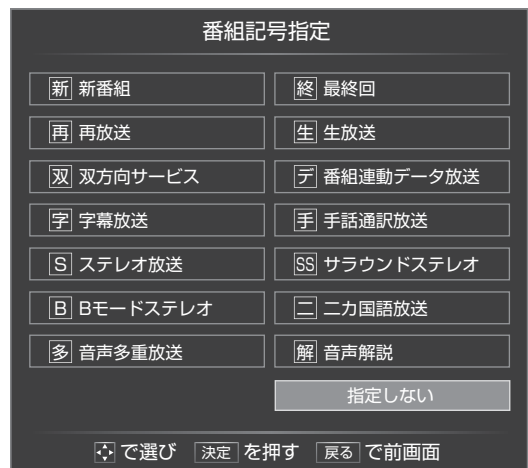 番組記号指定
新 新番組
終 最終回
再 再放送
生 生放送
双 双方向サービス
デ 番組連動データ放送
字 字幕放送
手 手話通訳放送
S ステレオ放送
SS サラウンドステレオ
B Bモードステレオ
二 二カ国語放送
多 音声多重放送
解 音声解説
指定しない
で選び 決定 を押す 戻る で前画面